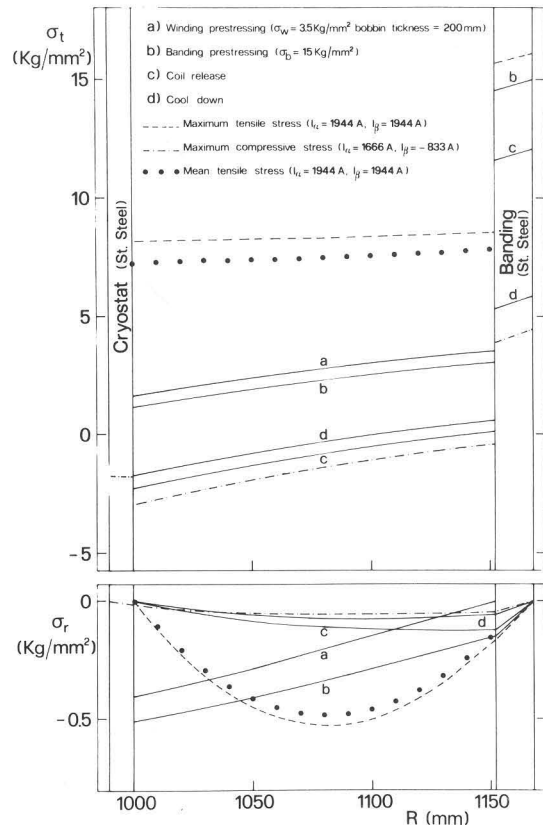 σt
(Kg/mm²)
a) Winding prestressing (σw = 3.5Kg/mm² bobbin tickness = 200mm)
b) Banding prestressing (σb = 15Kg/mm²)
c) Coil release
d) Cool down
Maximum tensile stress (Iα = 1944 A, Iβ = 1944 A)
Maximum compressive stress (Iα = 1666 A, Iβ = -833 A)
Mean tensile stress (Iα = 1944 A, Iβ = 1944 A)
15
10
5
0
-5
Cryostat (St. Steel)
Banding (St. Steel)
b
c
d
a
b
d
c
σr
(Kg/mm²)
0
-0.5
c
a
b
d
1000
1050
1100
1150
R (mm)